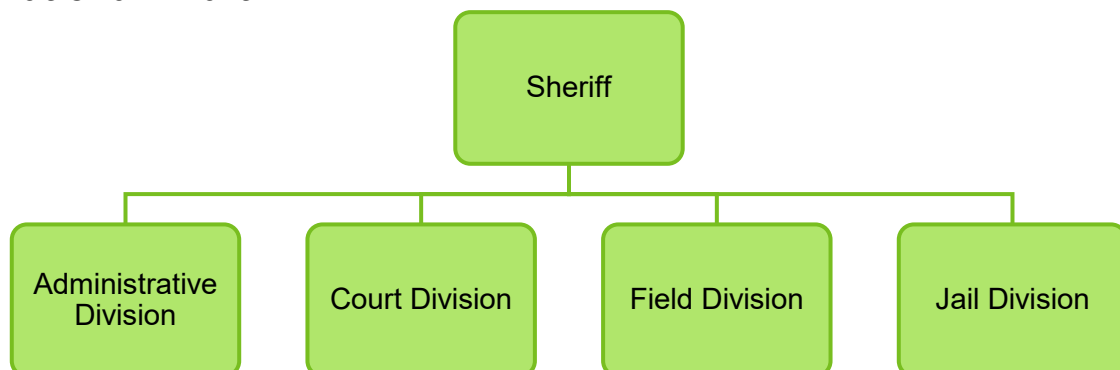 Sheriff
Administrative
Division
Court Division
Field Division
Jail Division